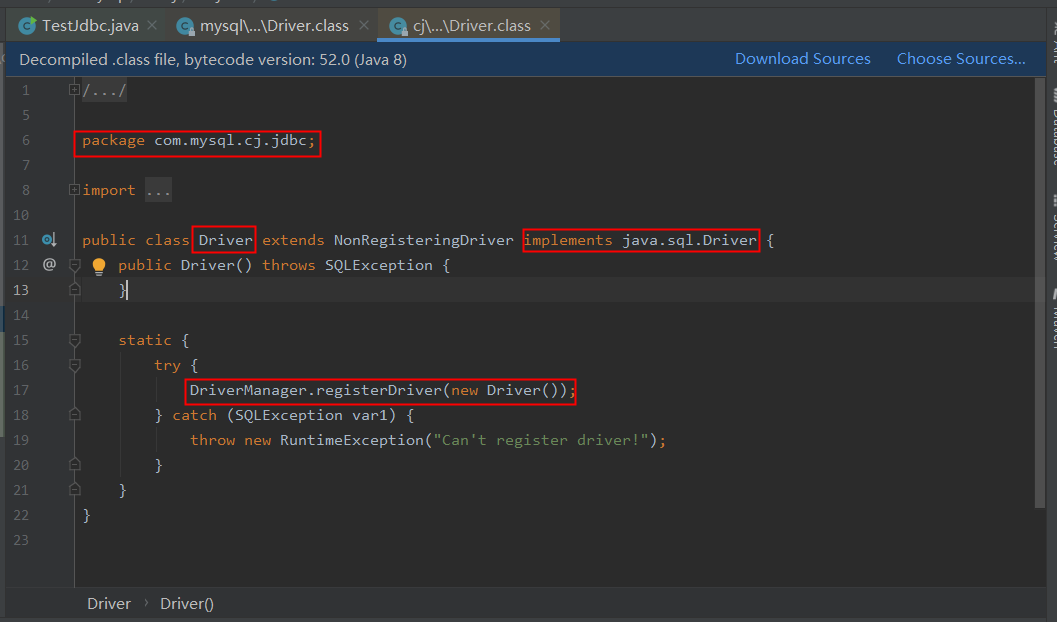 TestJdbc.java mysql\...\Driver.class cj\...\Driver.class
Decompiled .class file, bytecode version: 52.0 (Java 8) Download Sources Choose Sources...
1 /.../
5
6 package com.mysql.cj.jdbc;
7
8 import ...
10
11 public class Driver extends NonRegisteringDriver implements java.sql.Driver {
12 @ public Driver() throws SQLException {
13 }
14
15 static {
16 try {
17 DriverManager.registerDriver(new Driver());
18 } catch (SQLException var1) {
19 throw new RuntimeException("Can't register driver!");
20 }
21 }
22 }
23
Driver › Driver()